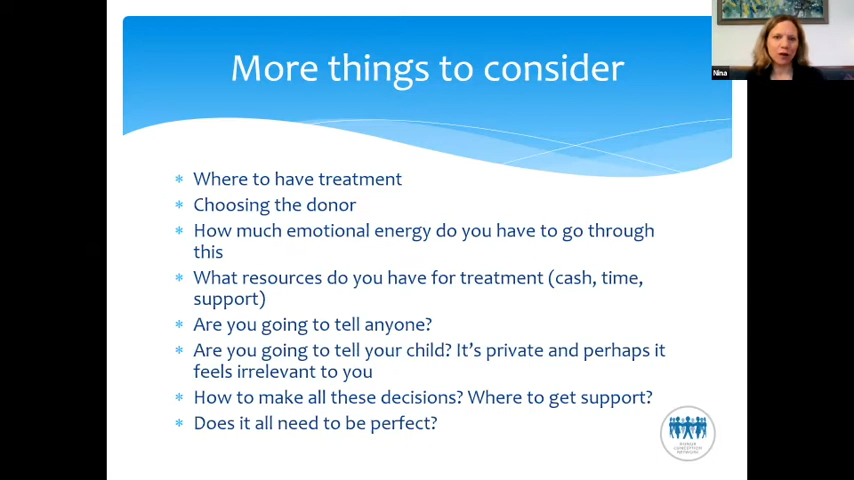 More things to consider
Nina
* Where to have treatment
* Choosing the donor
* How much emotional energy do you have to go through
this
* What resources do you have for treatment (cash, time,
support)
* Are you going to tell anyone?
* Are you going to tell your child? It’s private and perhaps it
feels irrelevant to you
* How to make all these decisions? Where to get support?
* Does it all need to be perfect?
DONOR
CONCEPTION
NETWORK